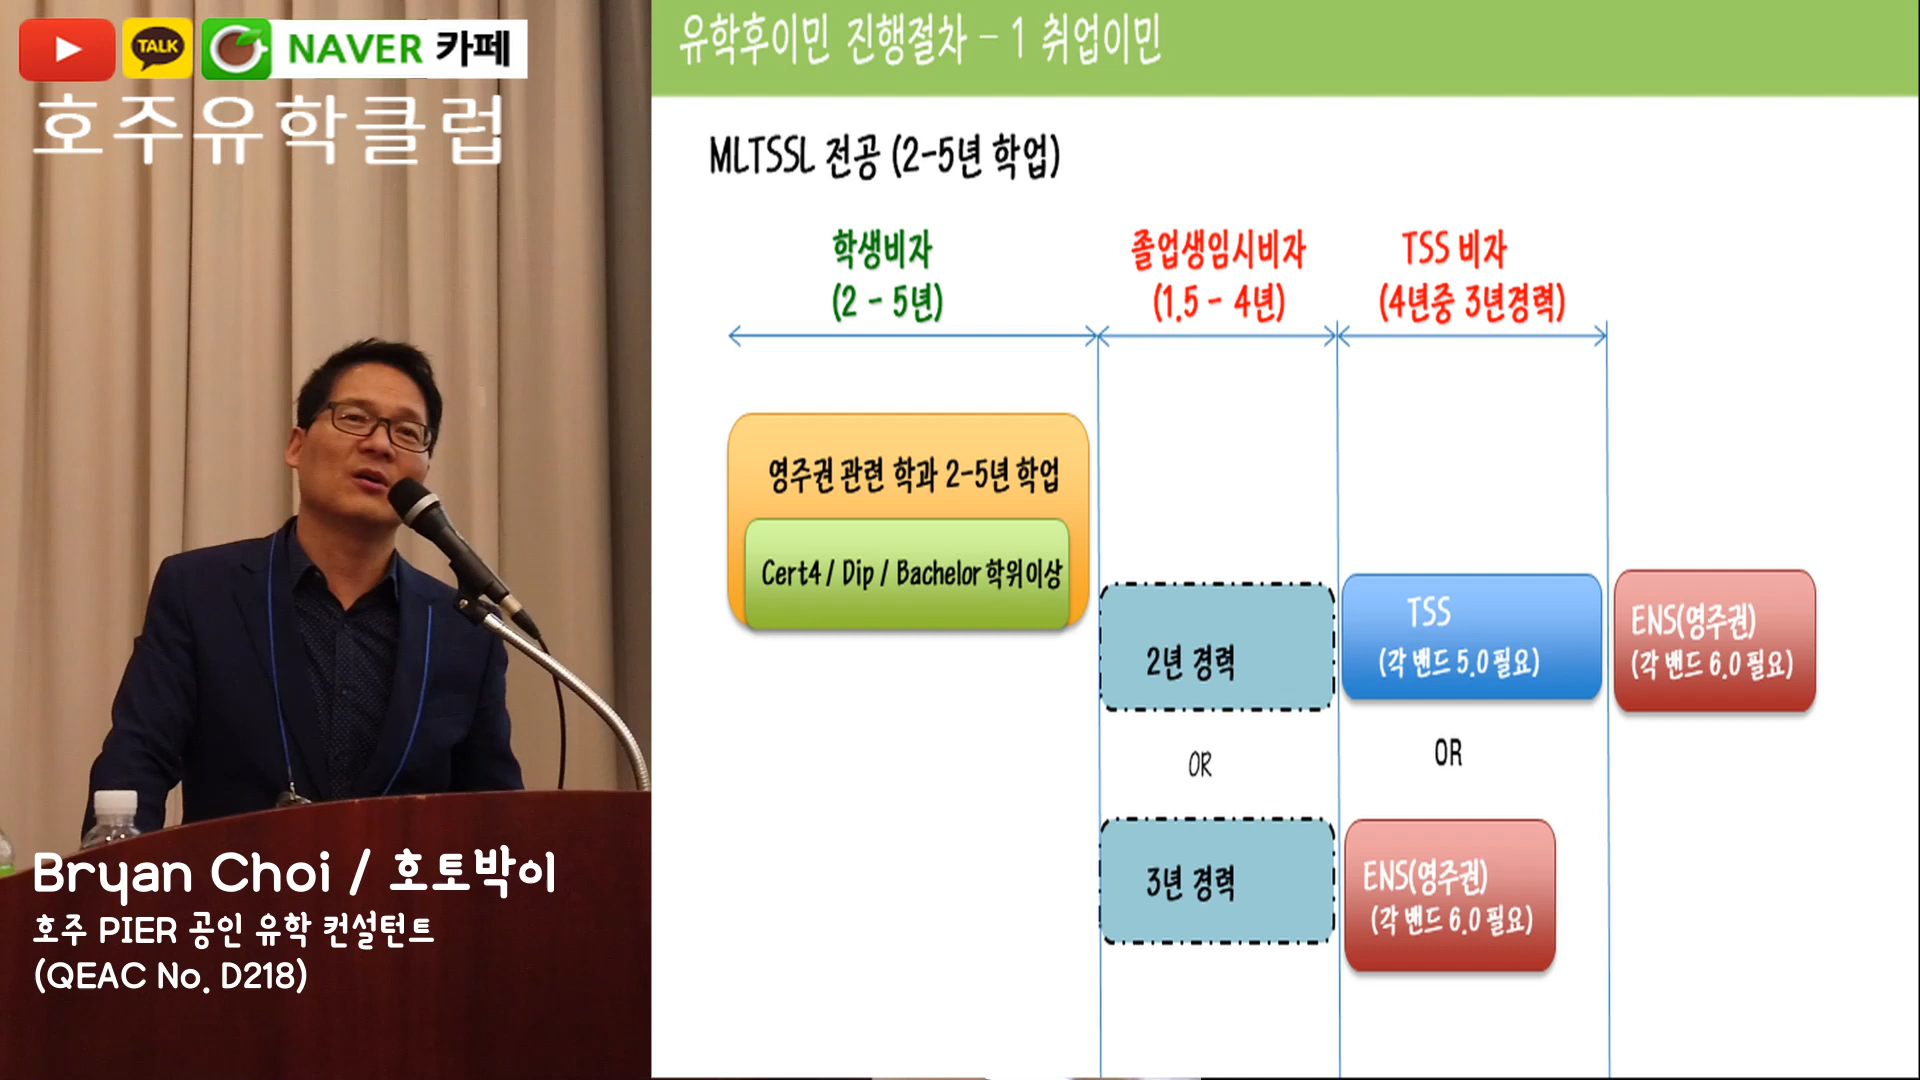 TALK
NAVER 카페
호주유학클럽
Bryan Choi / 호토박이
호주 PIER 공인 유학 컨설턴트
(QEAC No. D218)
유학후이민 진행절차 - 1 취업이민
MLTSSL 전공 (2-5년 학업)
학생비자
(2 - 5년)
졸업생임시비자
(1.5 - 4년)
TSS 비자
(4년중 3년경력)
영주권 관련 학과 2-5년 학업
Cert4 / Dip / Bachelor 학위이상
2년 경력
TSS
(각 밴드 5.0 필요)
ENS(영주권)
(각 밴드 6.0 필요)
OR
OR
3년 경력
ENS(영주권)
(각 밴드 6.0 필요)